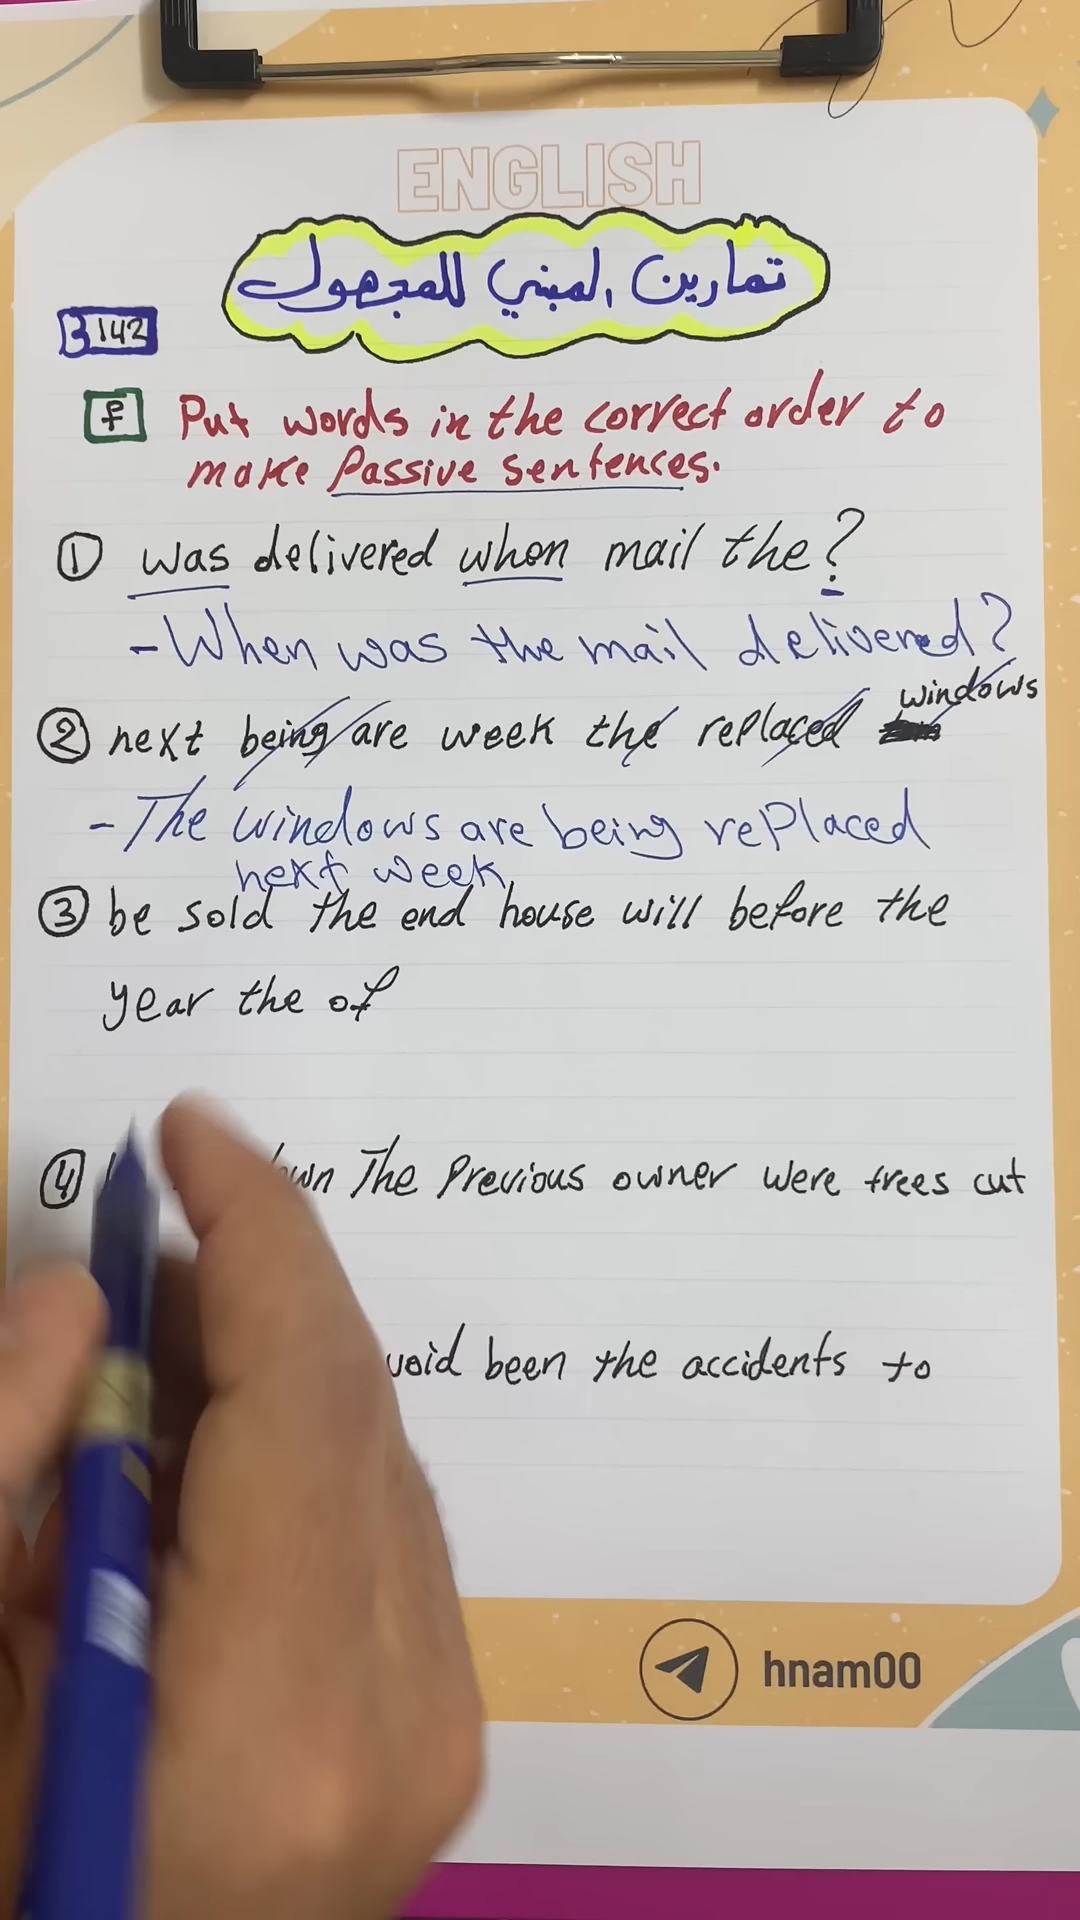 ENGLISH
تمارين المبني للمجهول
142
f Put words in the correct order to
make Passive sentences.
① was delivered when mail the?
- When was the mail delivered?
windows
② next being are week the replaced
- The windows are being replaced
next week
③ be sold the end house will before the
year the of
④ The Previous owner were trees cut
been the accidents to
hnam00